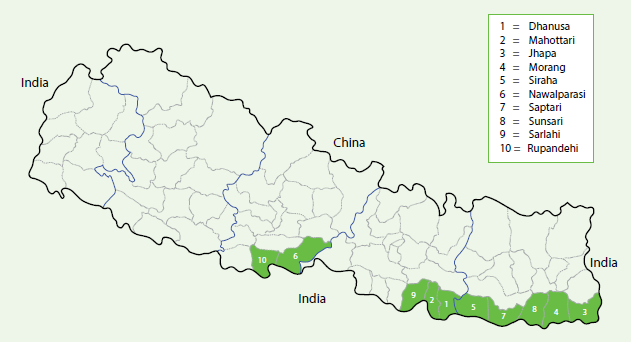 1 = Dhanusa
2 = Mahottari
3 = Jhapa
4 = Morang
5 = Siraha
6 = Nawalparasi
7 = Saptari
8 = Sunsari
9 = Sarlahi
10 = Rupandehi
India
China
India
India
10
6
9
2
1
5
7
8
4
3